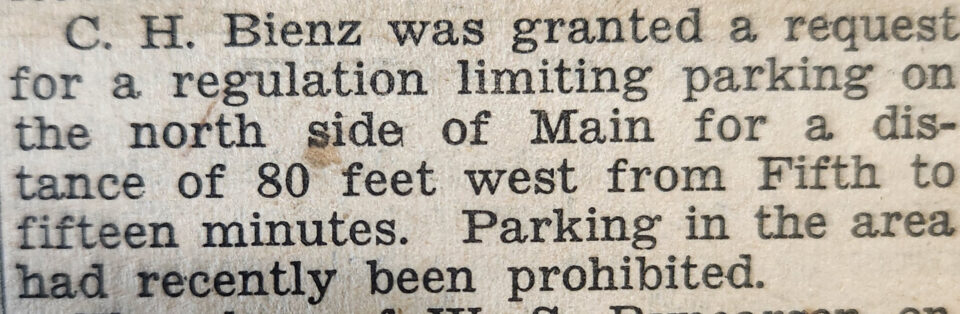 C. H. Bienz was granted a request
for a regulation limiting parking on
the north side of Main for a dis-
tance of 80 feet west from Fifth to
fifteen minutes. Parking in the area
had recently been prohibited.